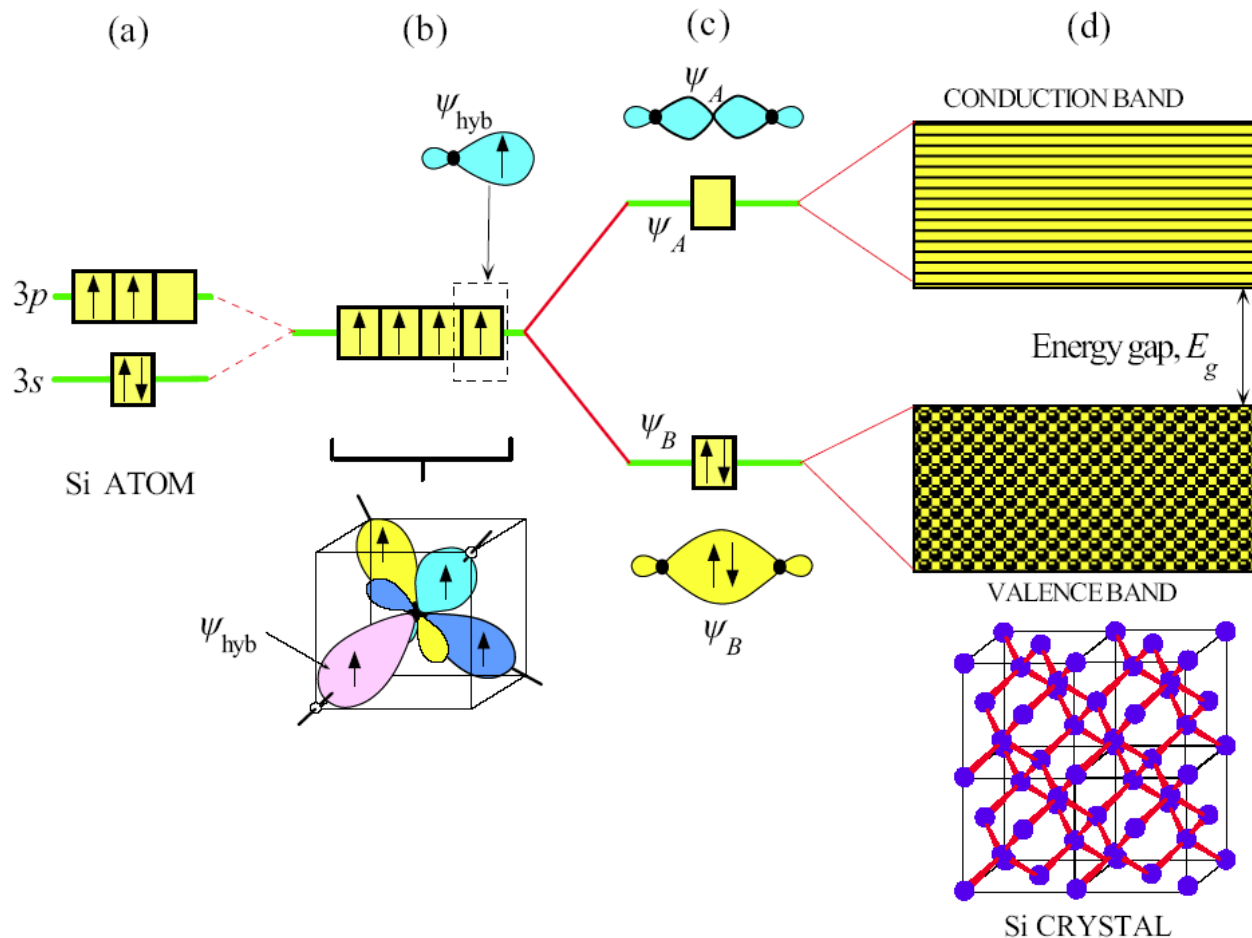 (a)
(b)
(c)
(d)
ψhyb
ψA
CONDUCTION BAND
ψA
3p
3s
Energy gap, Eg
ψB
Si ATOM
VALENCE BAND
ψhyb
ψB
Si CRYSTAL